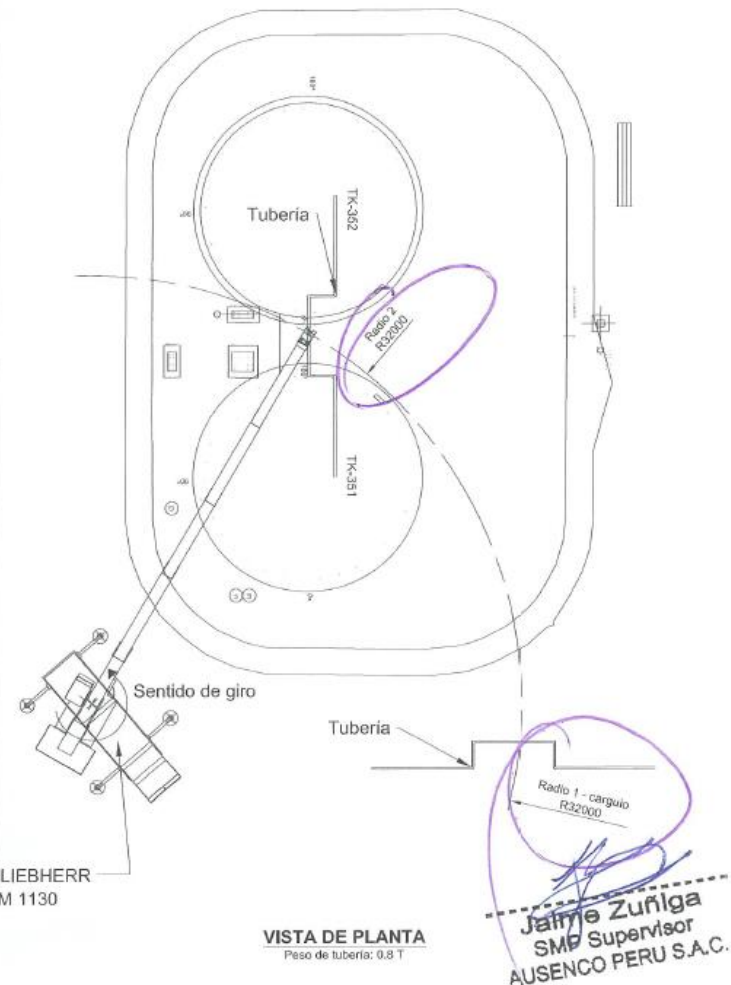 Tubería
TK-352
Radio 2
R32000
TK-351
Sentido de giro
Tubería
Radio 1 - carguio
R32000
LIEBHERR
M 1130
VISTA DE PLANTA
Peso de tubería: 0.8 T
Jaime Zuñiga
SMP Supervisor
AUSENCO PERU S.A.C.